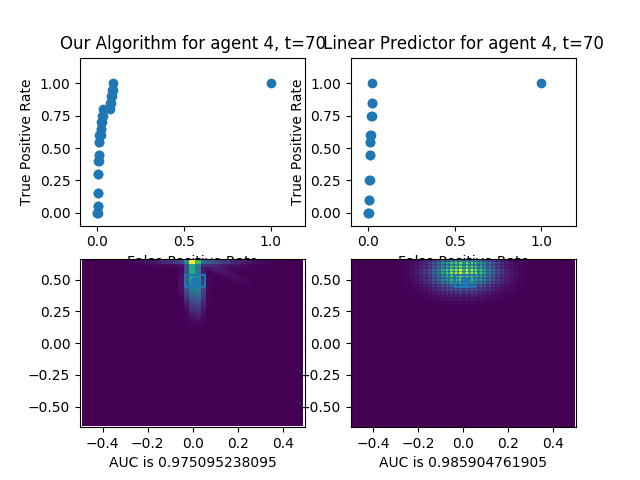 Our Algorithm for agent 4, t=70
Linear Predictor for agent 4, t=70
True Positive Rate
1.00
0.75
0.50
0.25
0.00
0.0 0.5 1.0
False Positive Rate
True Positive Rate
1.00
0.75
0.50
0.25
0.00
0.0 0.5 1.0
False Positive Rate
0.50
0.25
0.00
−0.25
−0.50
−0.4 −0.2 0.0 0.2 0.4
AUC is 0.975095238095
0.50
0.25
0.00
−0.25
−0.50
−0.4 −0.2 0.0 0.2 0.4
AUC is 0.985904761905